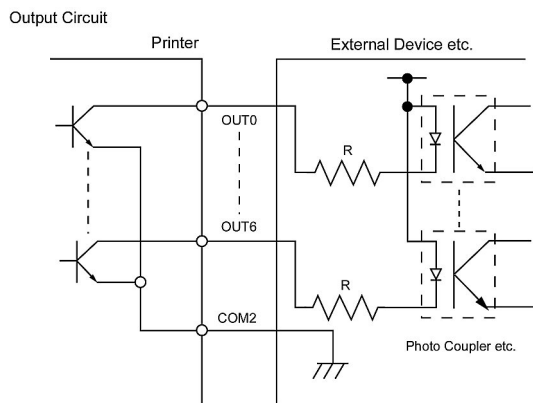 Output Circuit
Printer
External Device etc.
OUT0
R
OUT6
R
COM2
Photo Coupler etc.